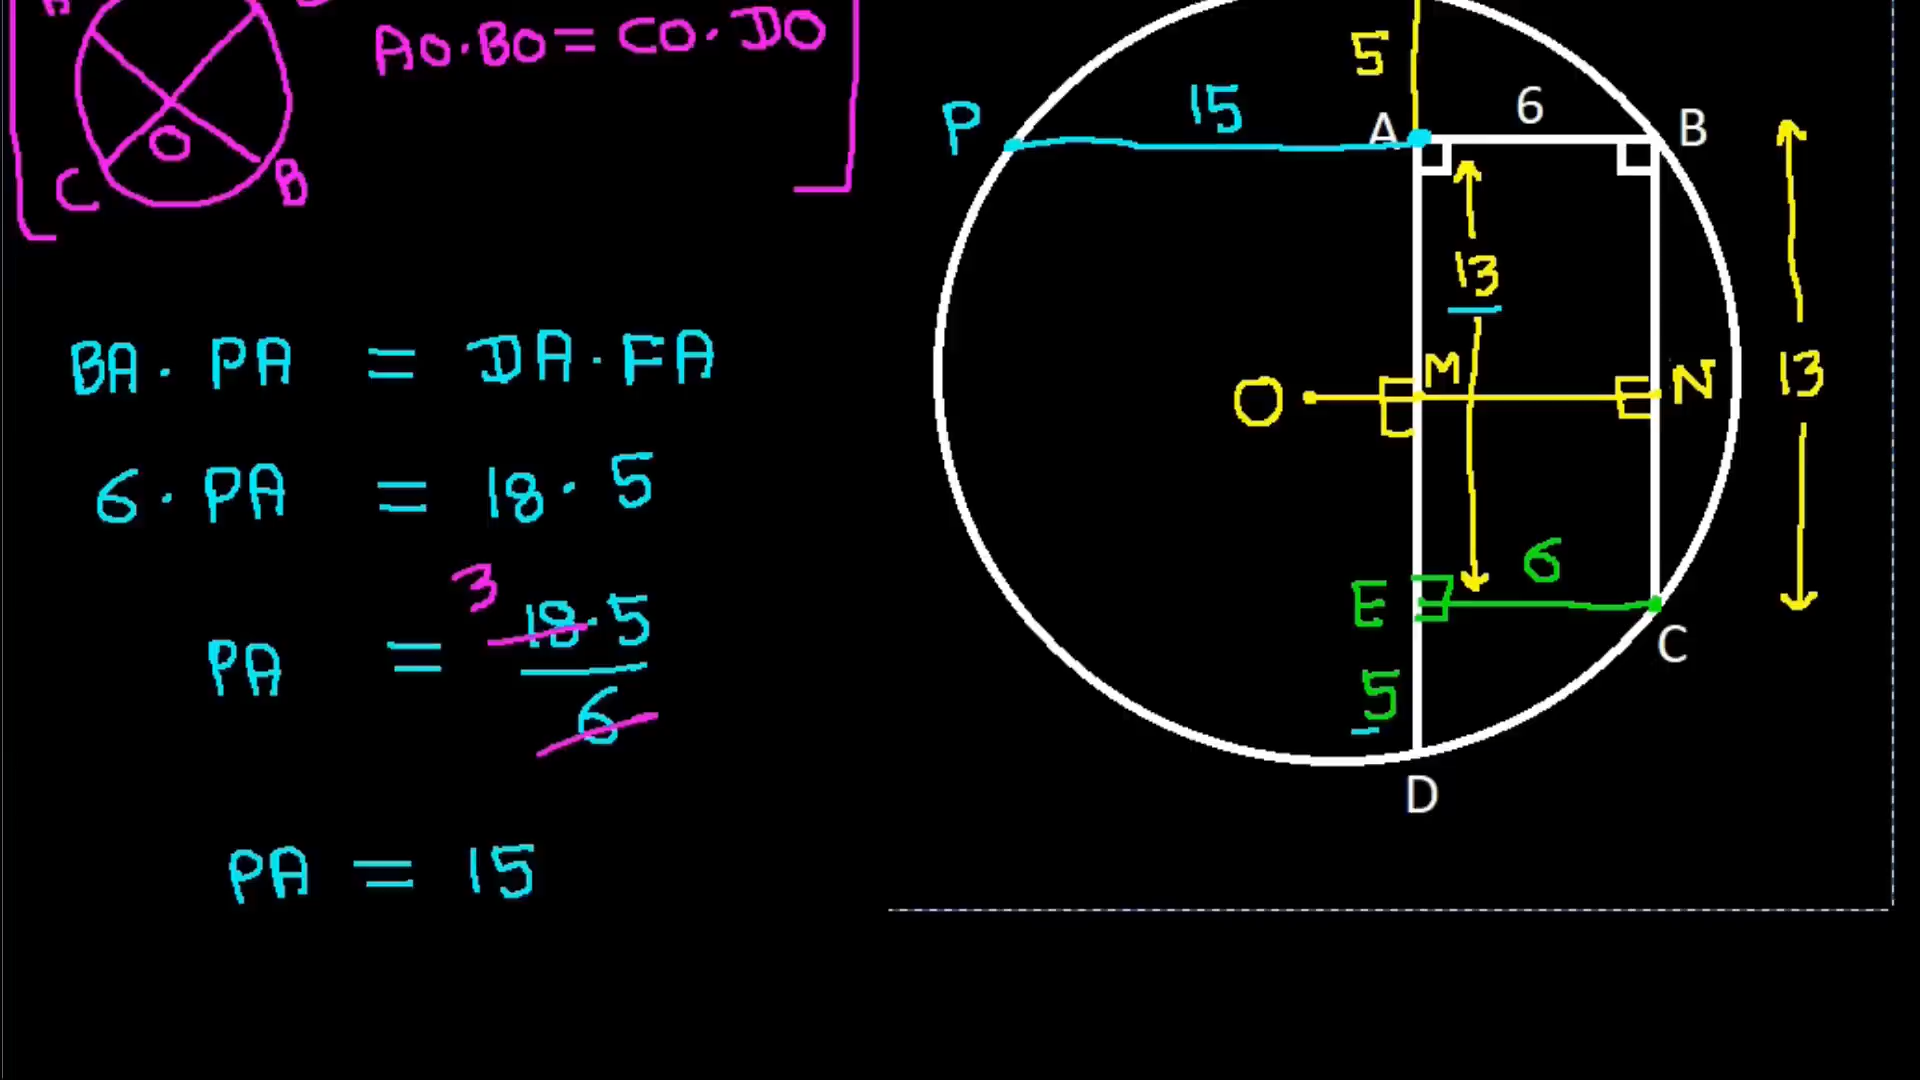 AO·BO = CO·DO
O
C
B
BA · PA = DA · FA
6 · PA = 18 · 5
3
PA = 18·5
6
PA = 15
5
P
15
A
6
B
13
M
O
N
13
E
6
C
5
D